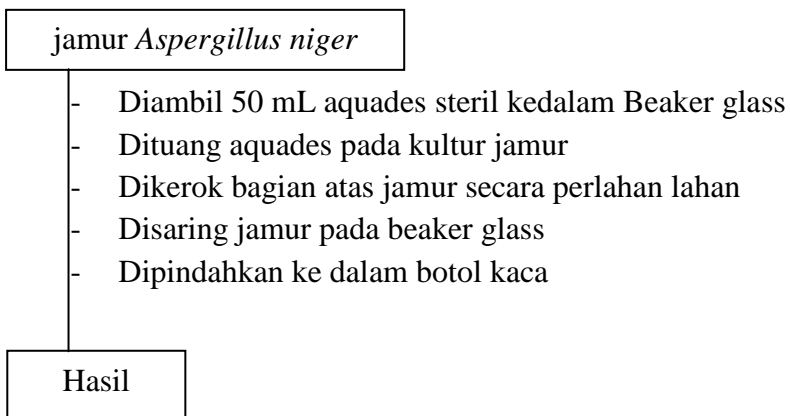 jamur Aspergillus niger
- Diambil 50 mL aquades steril kedalam Beaker glass
- Dituang aquades pada kultur jamur
- Dikerok bagian atas jamur secara perlahan lahan
- Disaring jamur pada beaker glass
- Dipindahkan ke dalam botol kaca
Hasil